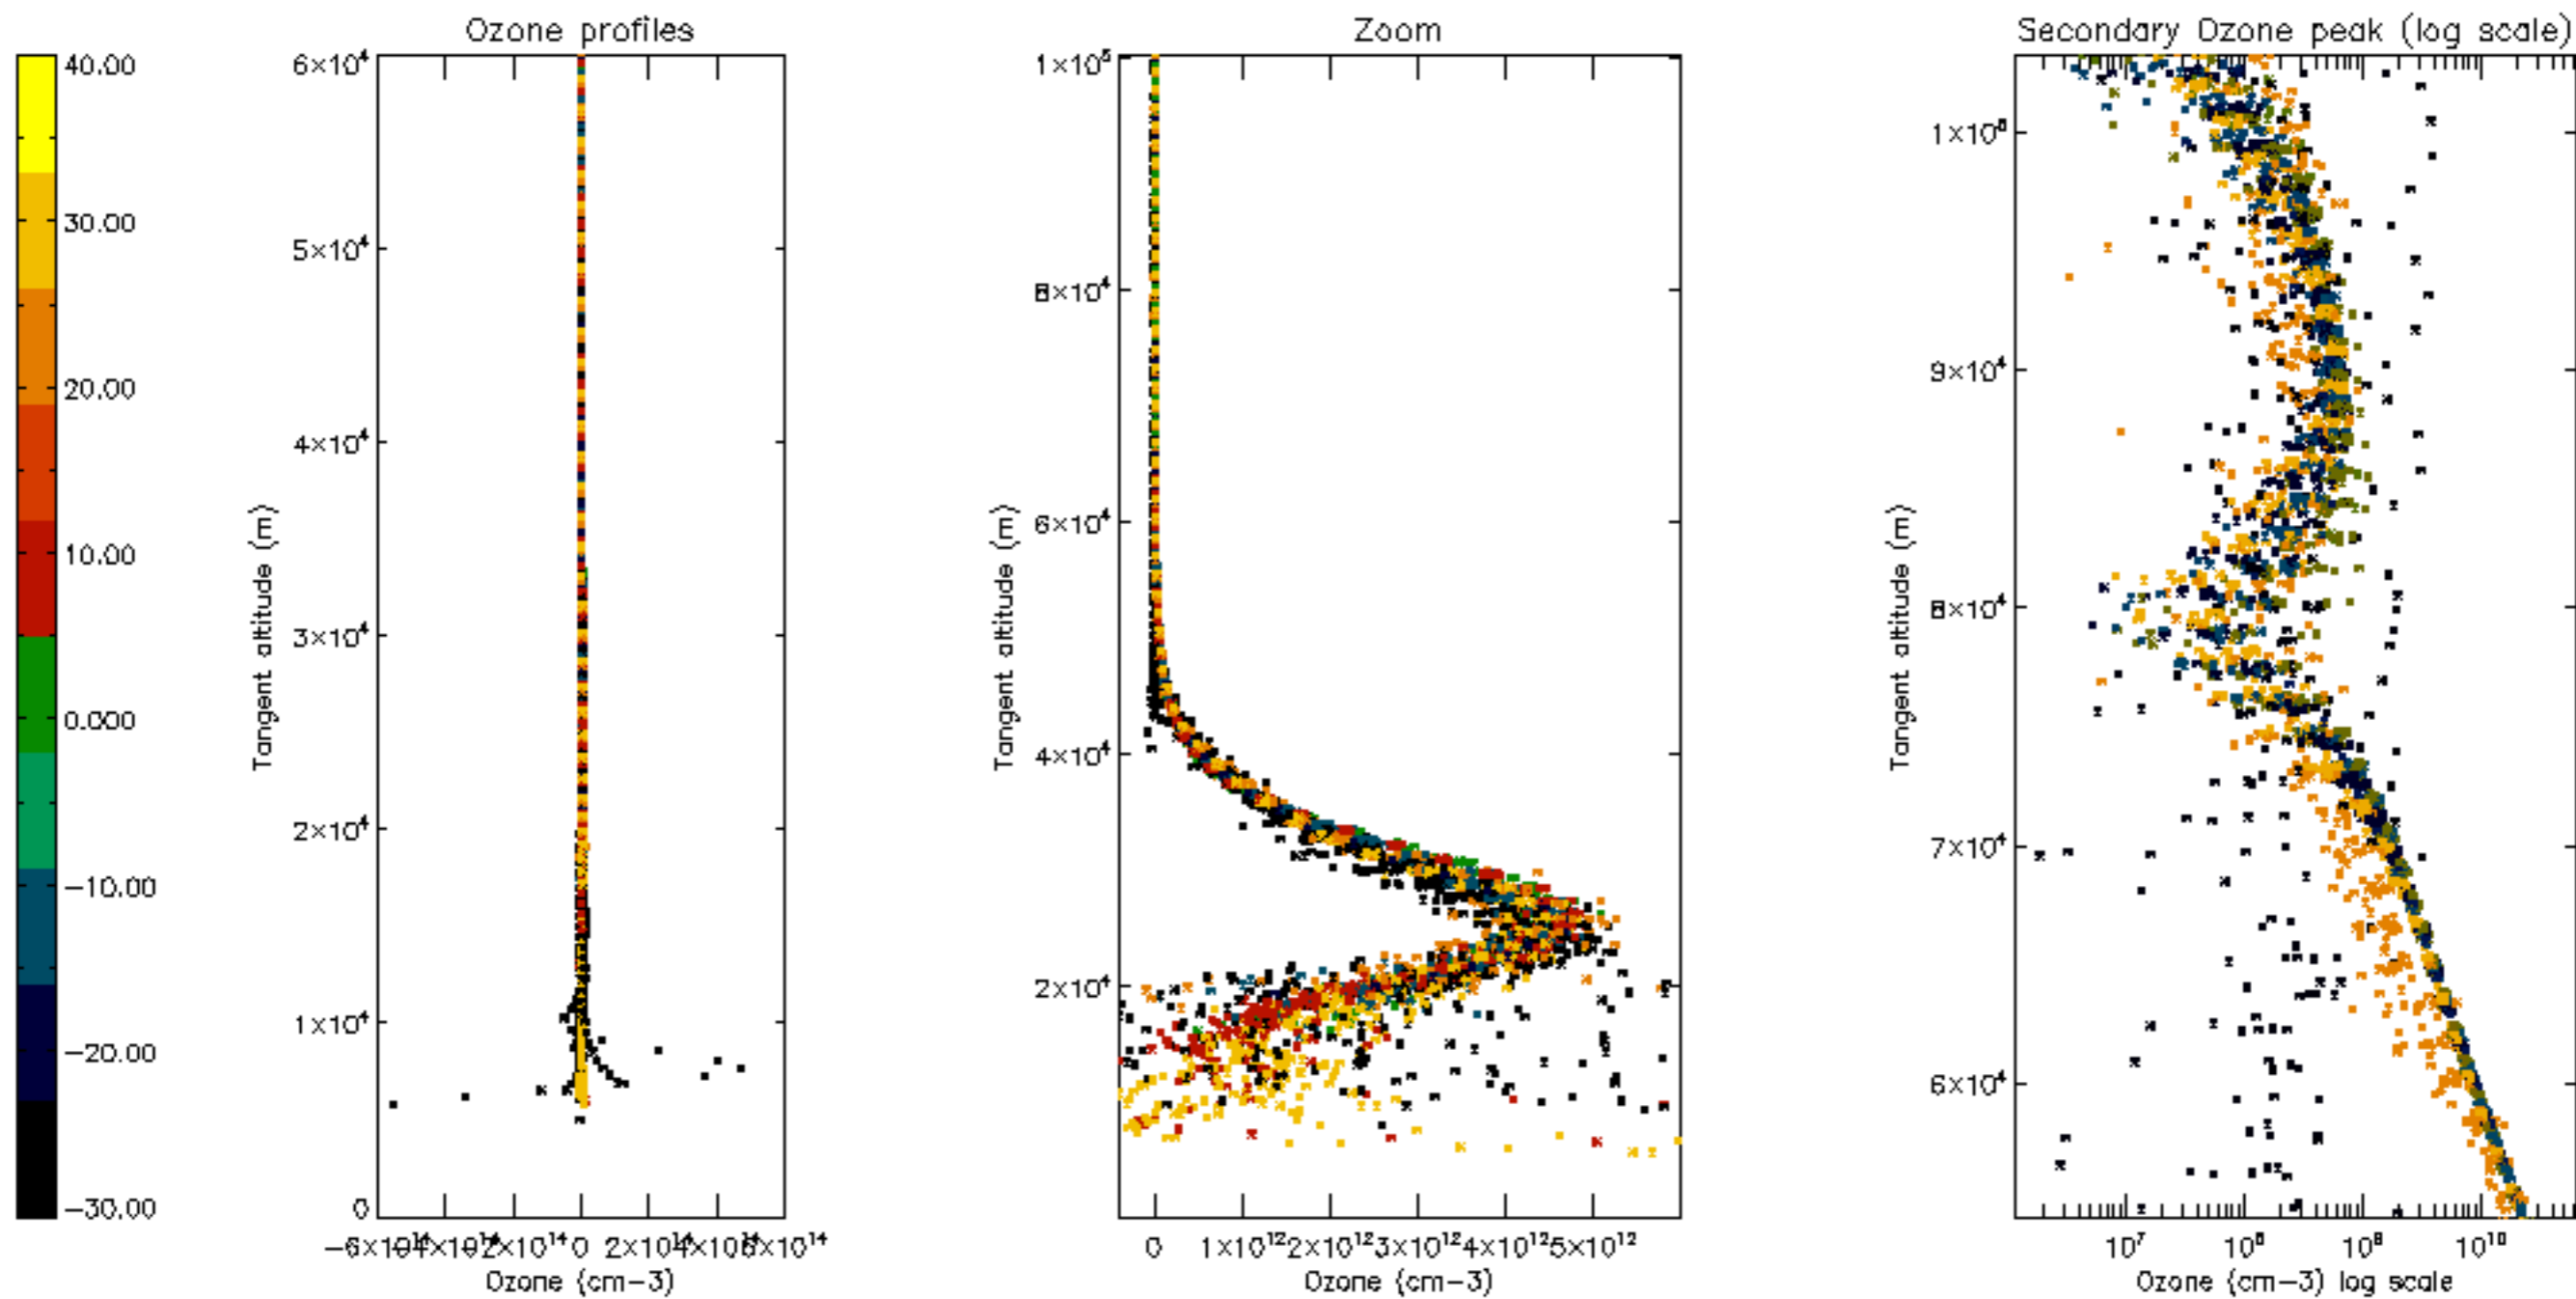 Ozone profiles
Zoom
Secondary Ozone peak (log scale)
40.00
30.00
20.00
10.00
0.000
−10.00
−20.00
−30.00
6×10⁴
5×10⁴
4×10⁴
3×10⁴
2×10⁴
1×10⁴
0
Tangent altitude (m)
0
Ozone (cm−3)
1×10⁵
8×10⁴
6×10⁴
4×10⁴
2×10⁴
Tangent altitude (m)
0 1×10¹² 2×10¹² 3×10¹² 4×10¹² 5×10¹²
Ozone (cm−3)
9×10⁴
8×10⁴
7×10⁴
6×10⁴
Tangent altitude (m)
10⁷ 10⁸ 10⁹ 10¹⁰
Ozone (cm−3) log scale